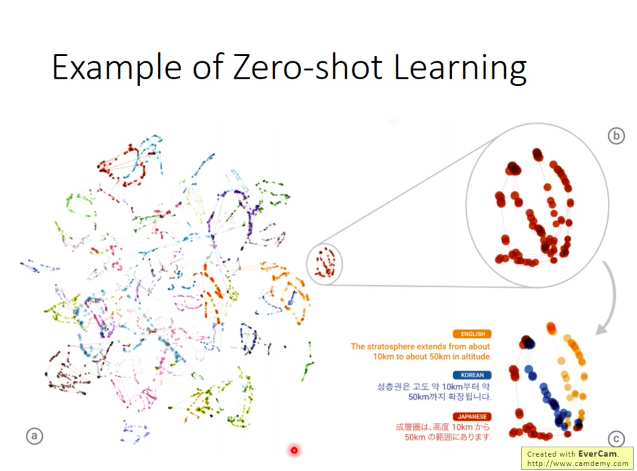 Example of Zero-shot Learning
b
ENGLISH
The stratosphere extends from about
10km to about 50km in altitude.
KOREAN
성층권은 고도 약 10km부터 약
50km까지 확장됩니다.
JAPANESE
成層圏は、高度 10km から
50km の範囲にあります。
a
c
Created with EverCam.
http://www.camdemy.com